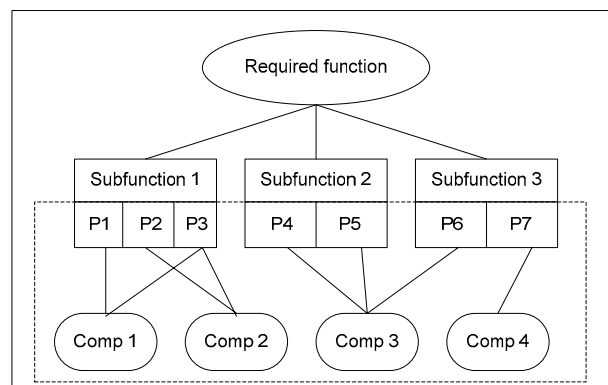 Required function
Subfunction 1 Subfunction 2 Subfunction 3
P1 P2 P3 P4 P5 P6 P7
Comp 1 Comp 2 Comp 3 Comp 4